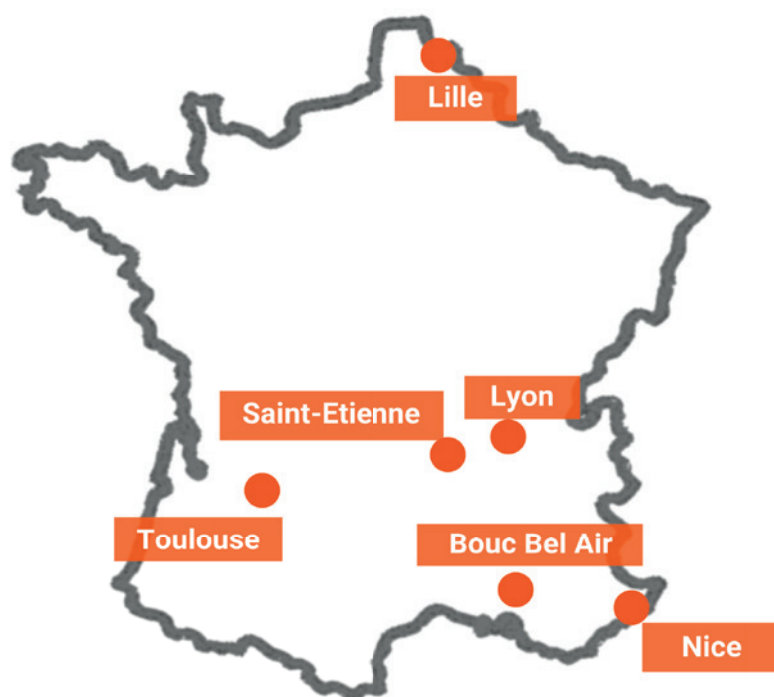 Lille
Lyon
Saint-Etienne
Toulouse
Bouc Bel Air
Nice